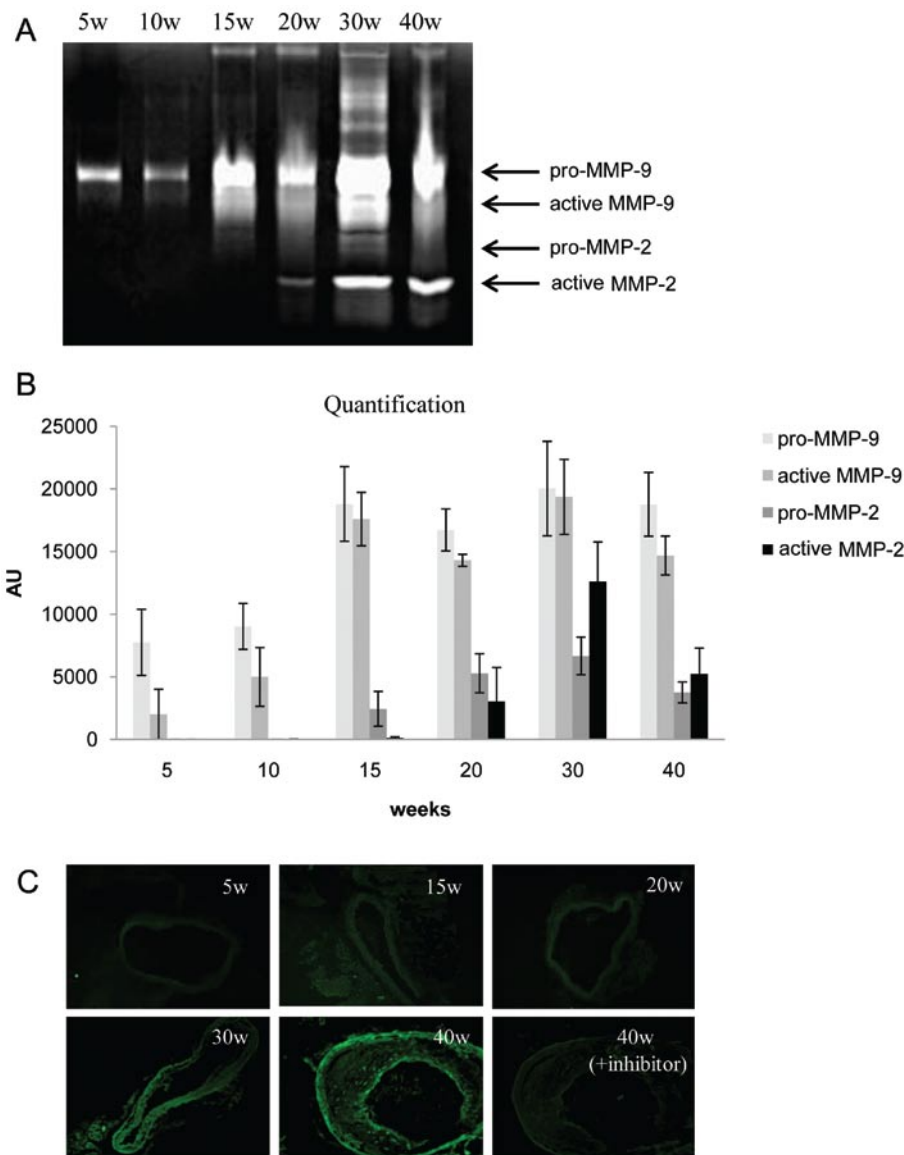 A
5w 10w 15w 20w 30w 40w
pro-MMP-9
active MMP-9
pro-MMP-2
active MMP-2
B
Quantification
25000
20000
15000
10000
5000
0
AU
5 10 15 20 30 40
weeks
pro-MMP-9
active MMP-9
pro-MMP-2
active MMP-2
C
5w 15w 20w
30w 40w 40w
(+inhibitor)